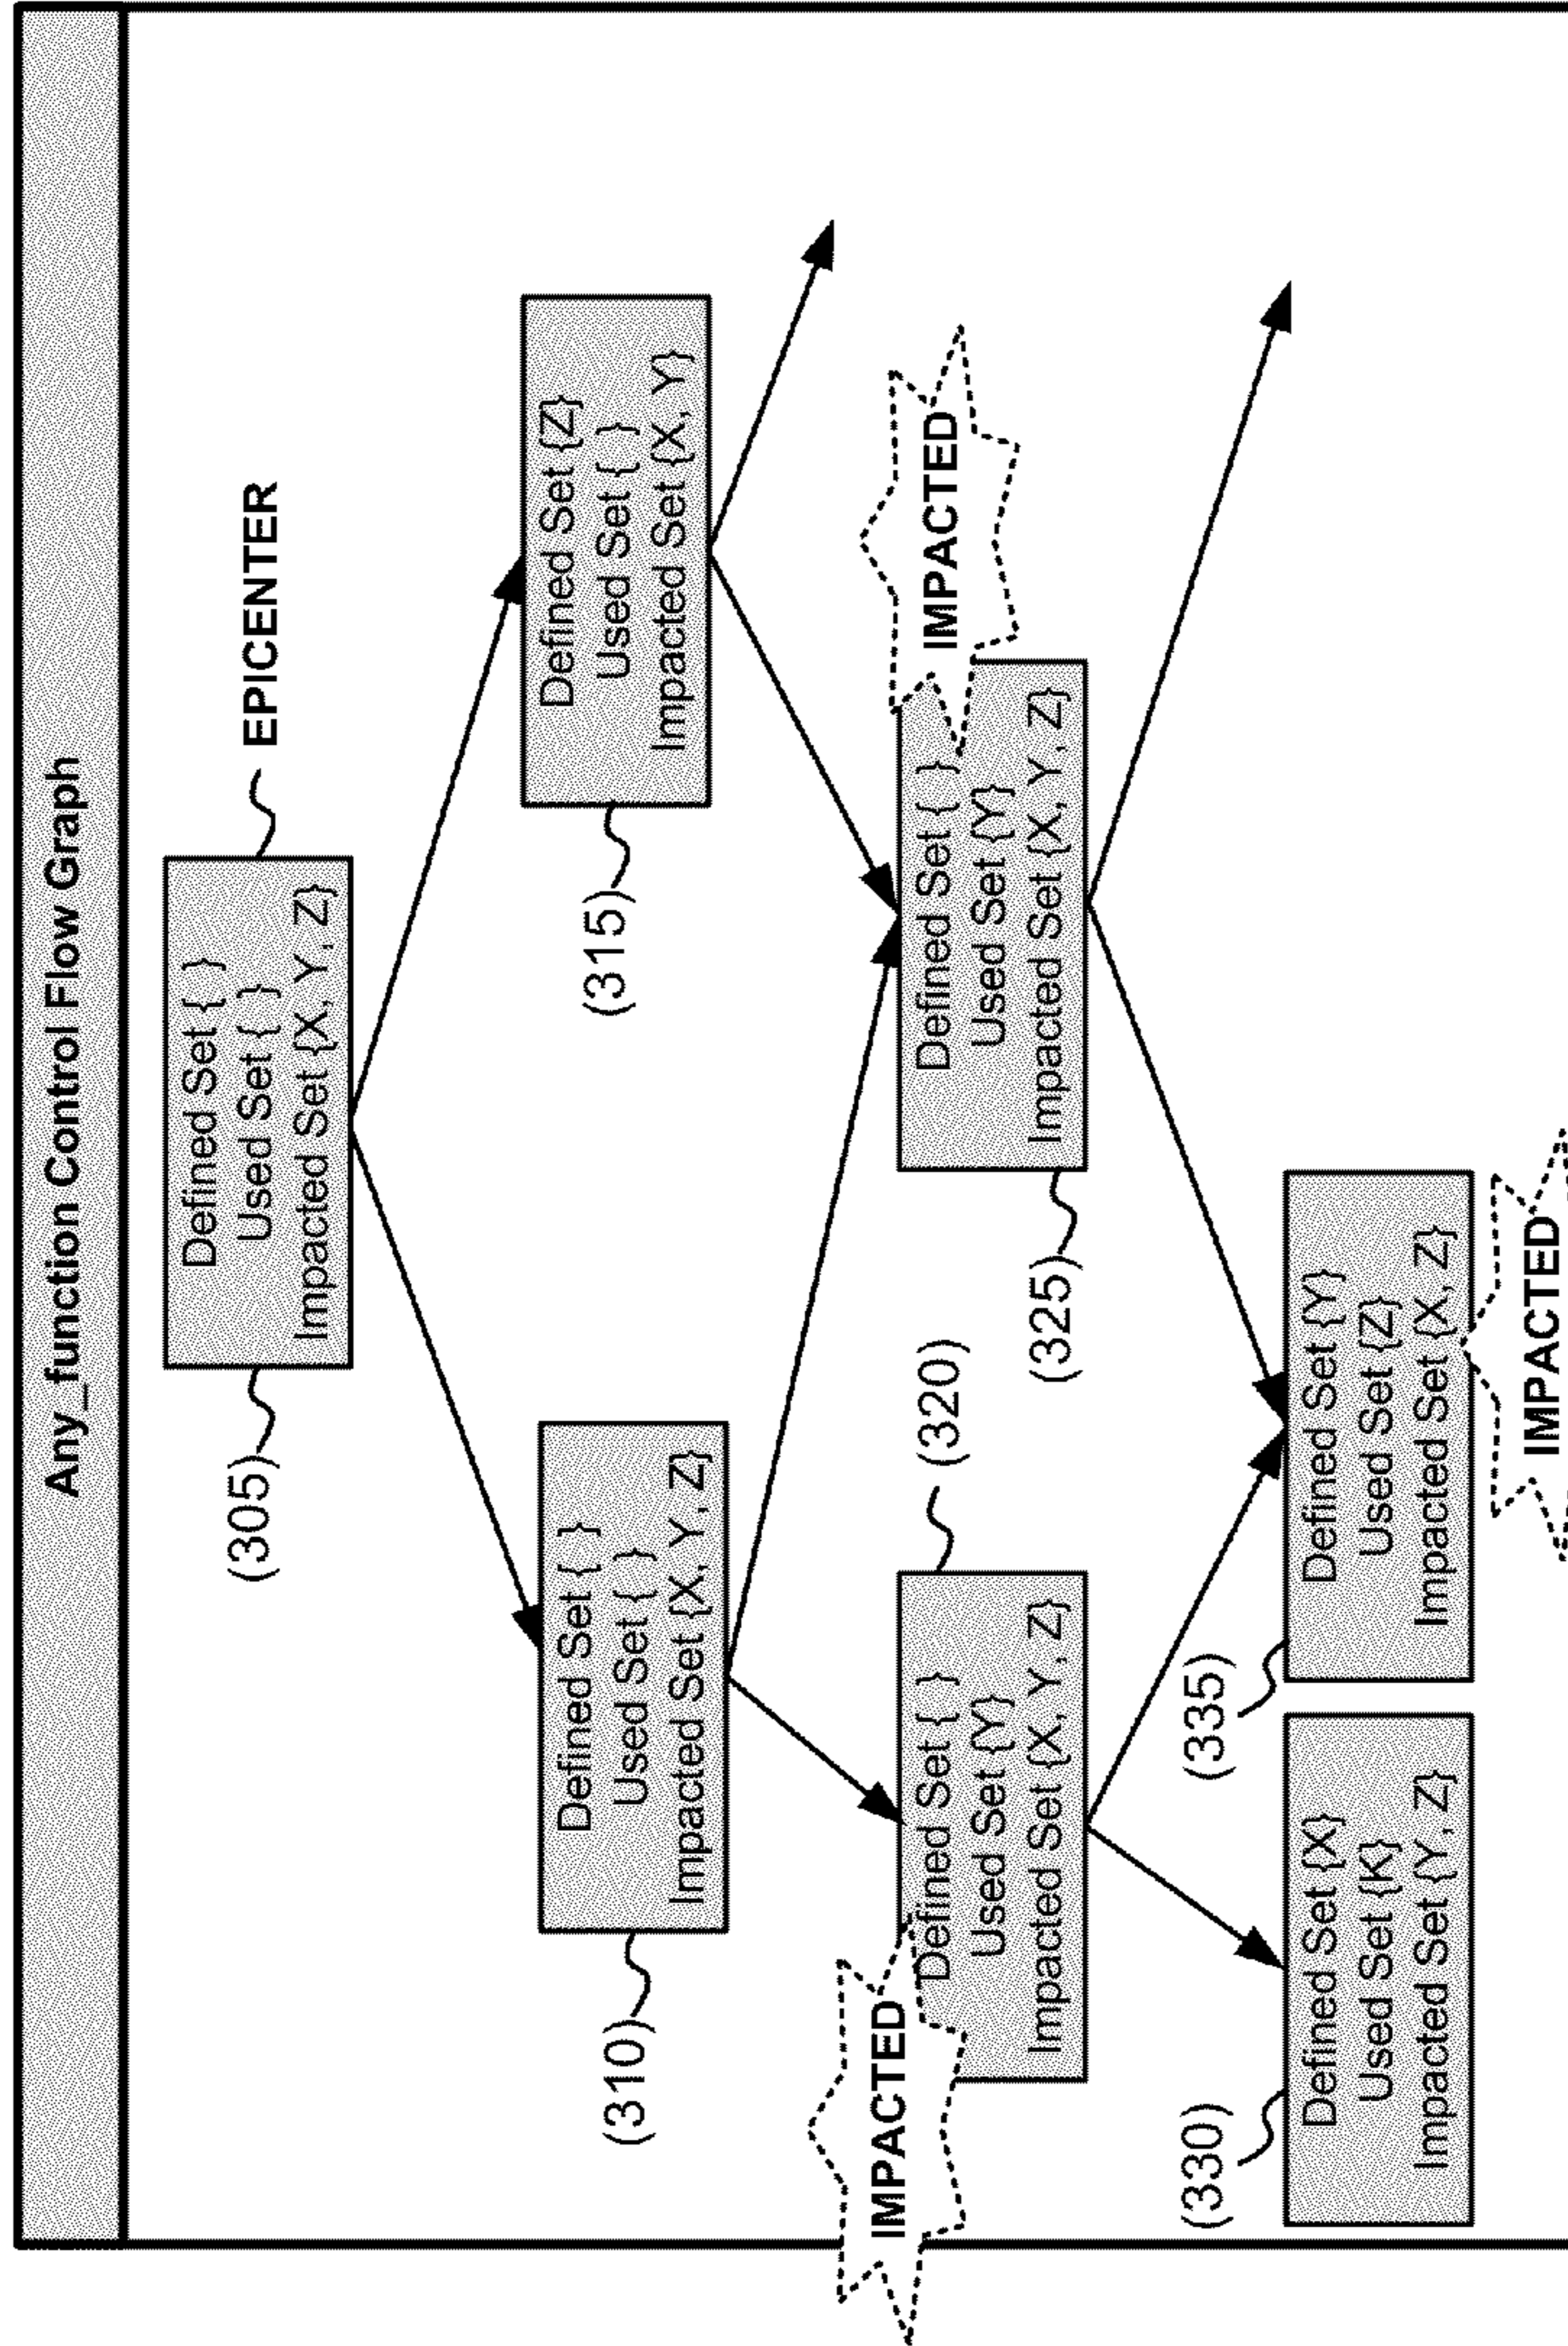 Any_function Control Flow Graph
EPICENTER
(305)
Defined Set { }
Used Set { }
Impacted Set {X, Y, Z}
(310)
Defined Set { }
Used Set { }
Impacted Set {X, Y, Z}
(315)
Defined Set {Z}
Used Set { }
Impacted Set {X, Y}
IMPACTED
Defined Set { }
Used Set {Y}
Impacted Set {X, Y, Z}
(320)
IMPACTED
(325)
Defined Set { }
Used Set {Y}
Impacted Set {X, Y, Z}
(330)
Defined Set {X}
Used Set {K}
Impacted Set {Y, Z}
(335)
Defined Set {Y}
Used Set {Z}
Impacted Set {X, Z}
IMPACTED